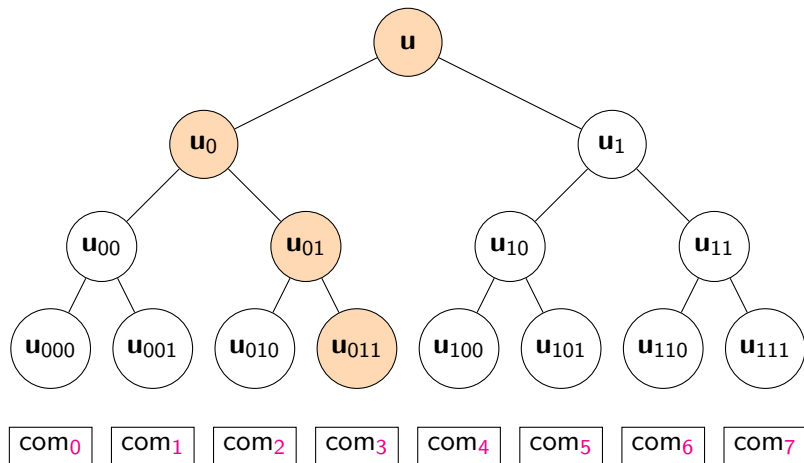 u
u₀ u₁
u₀₀ u₀₁ u₁₀ u₁₁
u₀₀₀ u₀₀₁ u₀₁₀ u₀₁₁ u₁₀₀ u₁₀₁ u₁₁₀ u₁₁₁
com₀ com₁ com₂ com₃ com₄ com₅ com₆ com₇